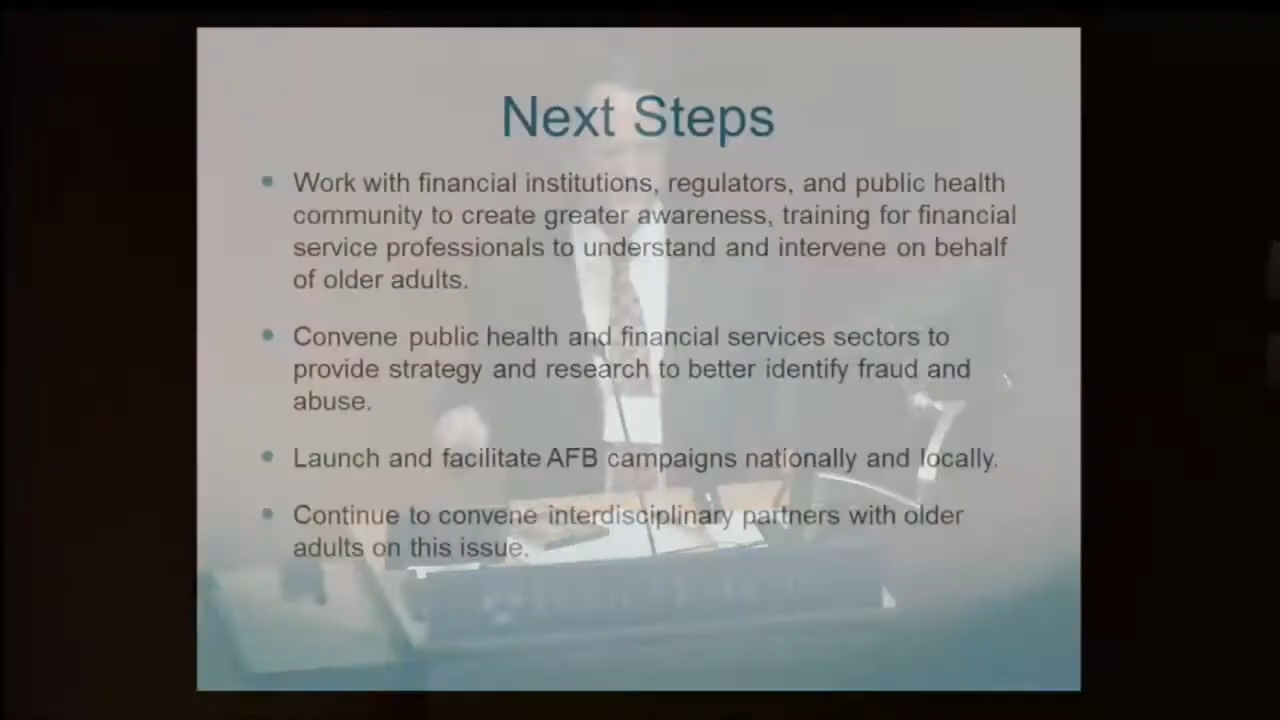 Next Steps
Work with financial institutions, regulators, and public health
community to create greater awareness, training for financial
service professionals to understand and intervene on behalf
of older adults.
Convene public health and financial services sectors to
provide strategy and research to better identify fraud and
abuse.
Launch and facilitate AFB campaigns nationally and locally.
Continue to convene interdisciplinary partners with older
adults on this issue.